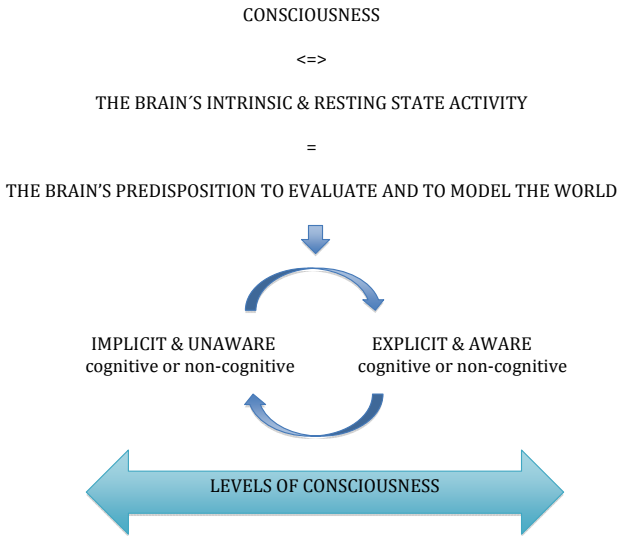 CONSCIOUSNESS
<=>
THE BRAIN´S INTRINSIC & RESTING STATE ACTIVITY
=
THE BRAIN’S PREDISPOSITION TO EVALUATE AND TO MODEL THE WORLD
IMPLICIT & UNAWARE
cognitive or non-cognitive
EXPLICIT & AWARE
cognitive or non-cognitive
LEVELS OF CONSCIOUSNESS